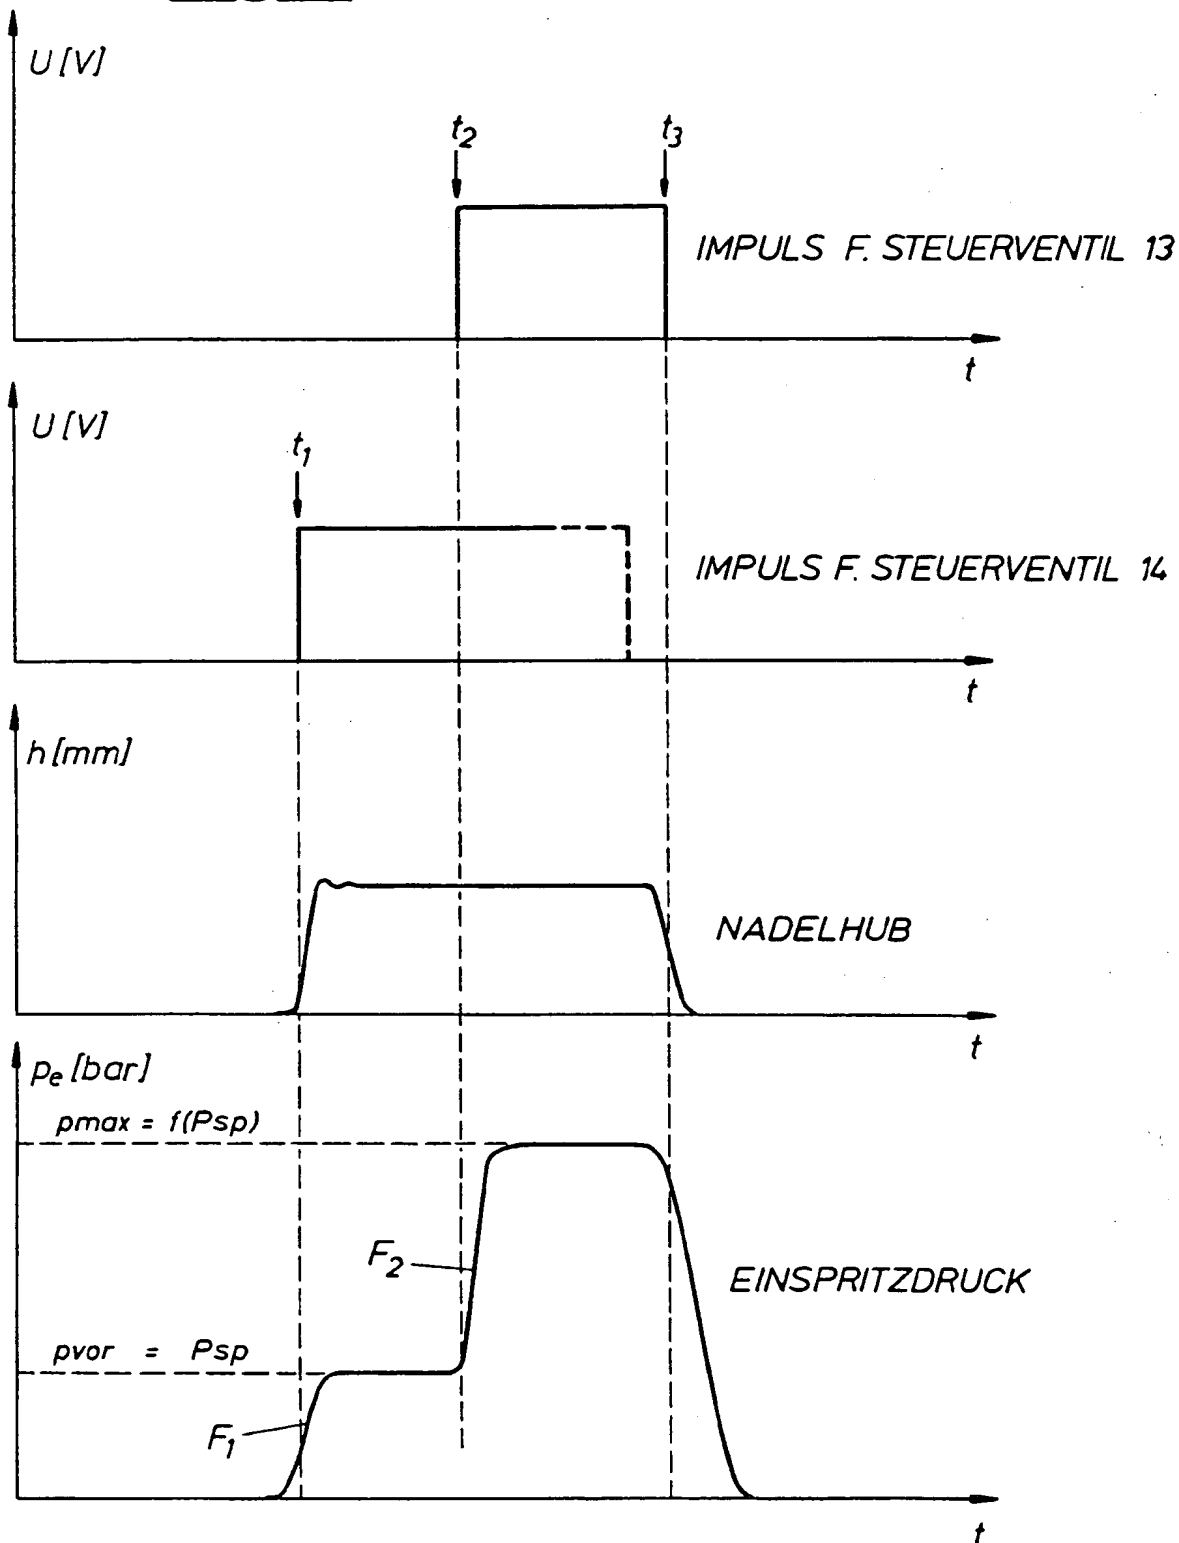 U [V]
t2
t3
IMPULS F. STEUERVENTIL 13
t
U [V]
t1
IMPULS F. STEUERVENTIL 14
t
h [mm]
NADELHUB
t
pe [bar]
pmax = f(Psp)
F2
EINSPRITZDRUCK
pvor = Psp
F1
t